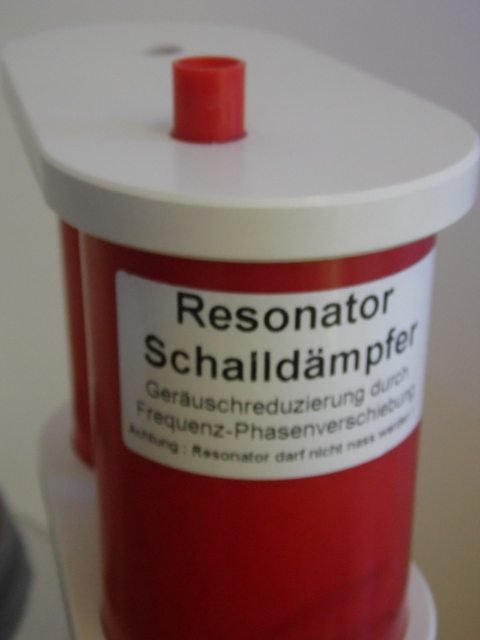 Resonator
Schalldämpfer
Geräuschreduzierung durch
Frequenz-Phasenverschiebung
Achtung : Resonator darf nicht nass werden !